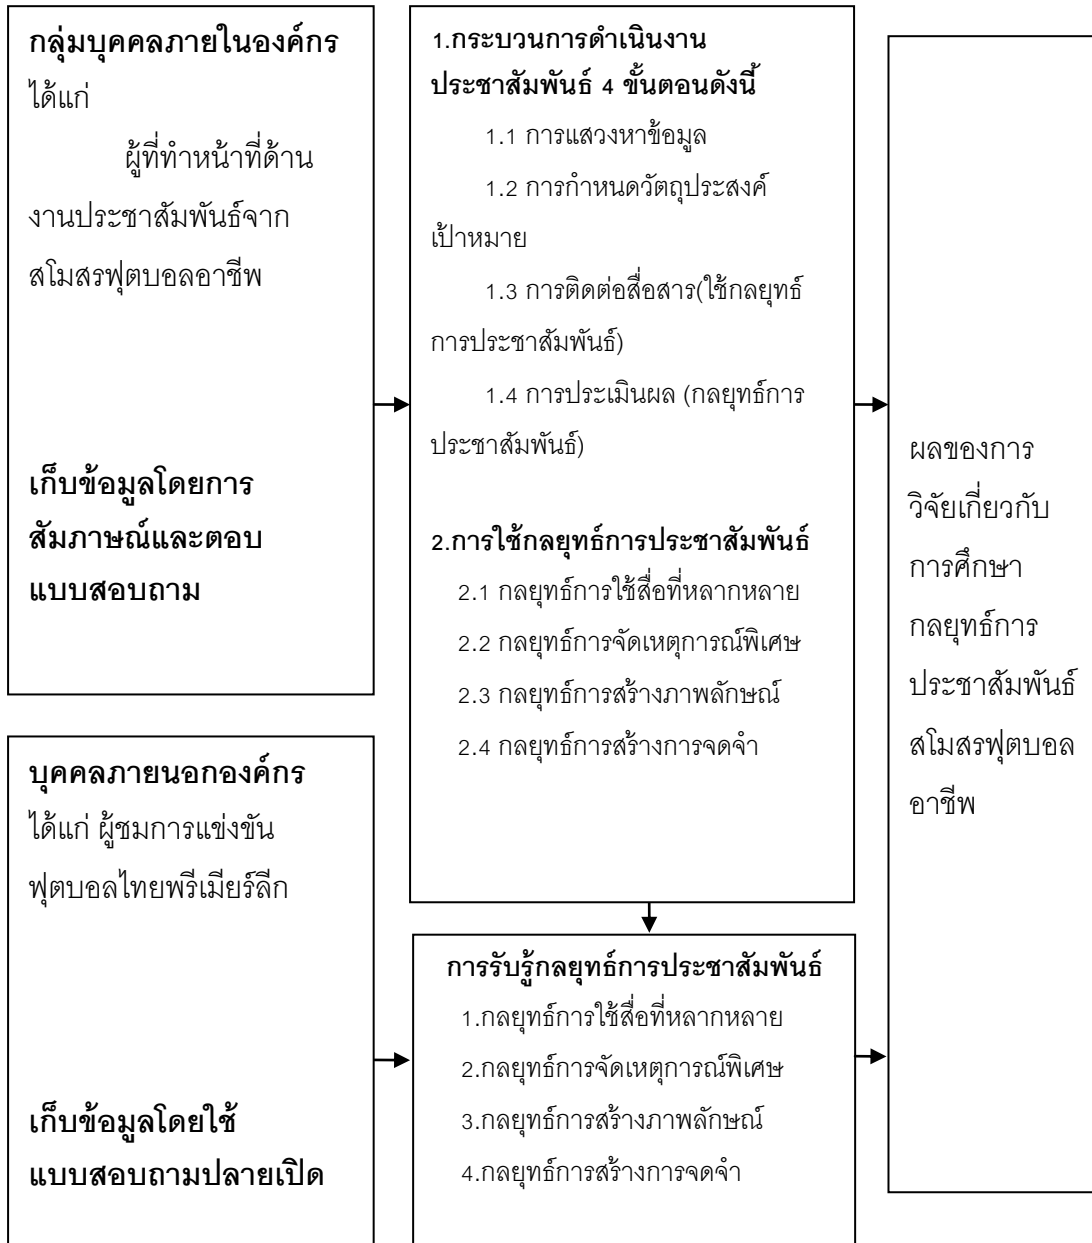 กลุ่มบุคคลภายในองค์กร
ได้แก่
ผู้ที่ทำหน้าที่ด้าน
งานประชาสัมพันธ์จาก
สโมสรฟุตบอลอาชีพ
เก็บข้อมูลโดยการ
สัมภาษณ์และตอบ
แบบสอบถาม
บุคคลภายนอกองค์กร
ได้แก่ ผู้ชมการแข่งขัน
ฟุตบอลไทยพรีเมียร์ลีก
เก็บข้อมูลโดยใช้
แบบสอบถามปลายเปิด
1.กระบวนการดำเนินงาน
ประชาสัมพันธ์ 4 ขั้นตอนดังนี้
1.1 การแสวงหาข้อมูล
1.2 การกำหนดวัตถุประสงค์
เป้าหมาย
1.3 การติดต่อสื่อสาร(ใช้กลยุทธ์
การประชาสัมพันธ์)
1.4 การประเมินผล (กลยุทธ์การ
ประชาสัมพันธ์)
2.การใช้กลยุทธ์การประชาสัมพันธ์
2.1 กลยุทธ์การใช้สื่อที่หลากหลาย
2.2 กลยุทธ์การจัดเหตุการณ์พิเศษ
2.3 กลยุทธ์การสร้างภาพลักษณ์
2.4 กลยุทธ์การสร้างการจดจำ
การรับรู้กลยุทธ์การประชาสัมพันธ์
1.กลยุทธ์การใช้สื่อที่หลากหลาย
2.กลยุทธ์การจัดเหตุการณ์พิเศษ
3.กลยุทธ์การสร้างภาพลักษณ์
4.กลยุทธ์การสร้างการจดจำ
ผลของการ
วิจัยเกี่ยวกับ
การศึกษา
กลยุทธ์การ
ประชาสัมพันธ์
สโมสรฟุตบอล
อาชีพ